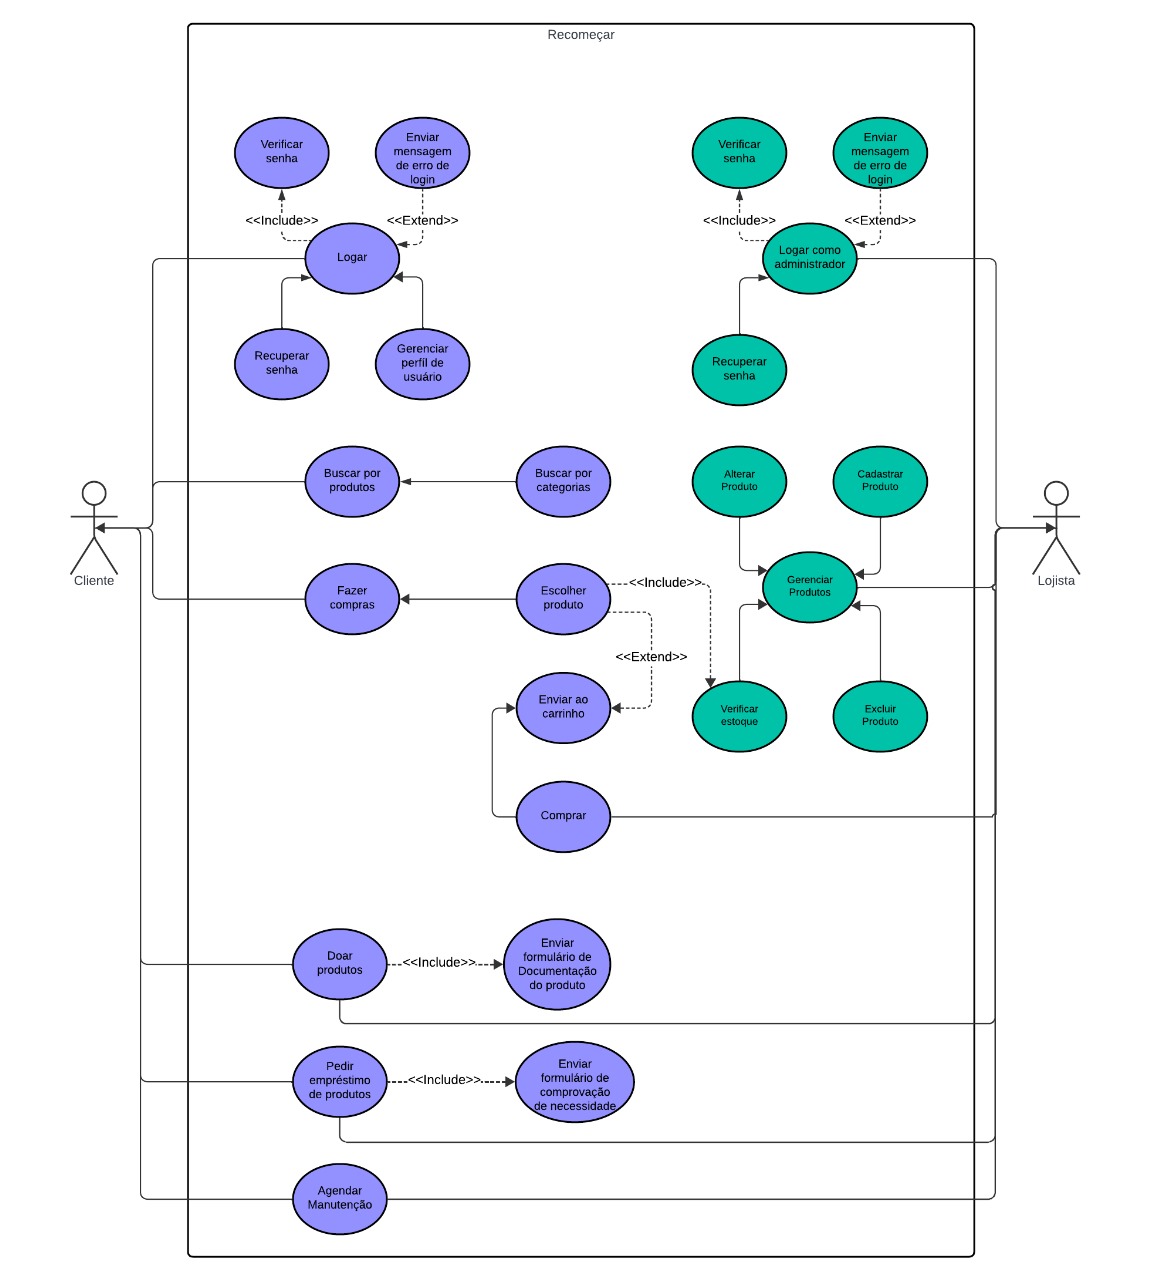 Recomeçar
Verificar
senha
Enviar
mensagem
de erro de
login
Verificar
senha
Enviar
mensagem
de erro de
login
<<Include>>
<<Extend>>
<<Include>>
<<Extend>>
Logar
Logar como
administrador
Recuperar
senha
Gerenciar
perfíl de
usuário
Recuperar
senha
Buscar por
produtos
Buscar por
categorias
Alterar
Produto
Cadastrar
Produto
Cliente
Lojista
Fazer
compras
Escolher
produto
<<Include>>
Gerenciar
Produtos
<<Extend>>
Enviar ao
carrinho
Verificar
estoque
Excluir
Produto
Comprar
Doar
produtos
<<Include>>
Enviar
formulário de
Documentação
do produto
Pedir
empréstimo
de produtos
<<Include>>
Enviar
formulário de
comprovação
de necessidade
Agendar
Manutenção